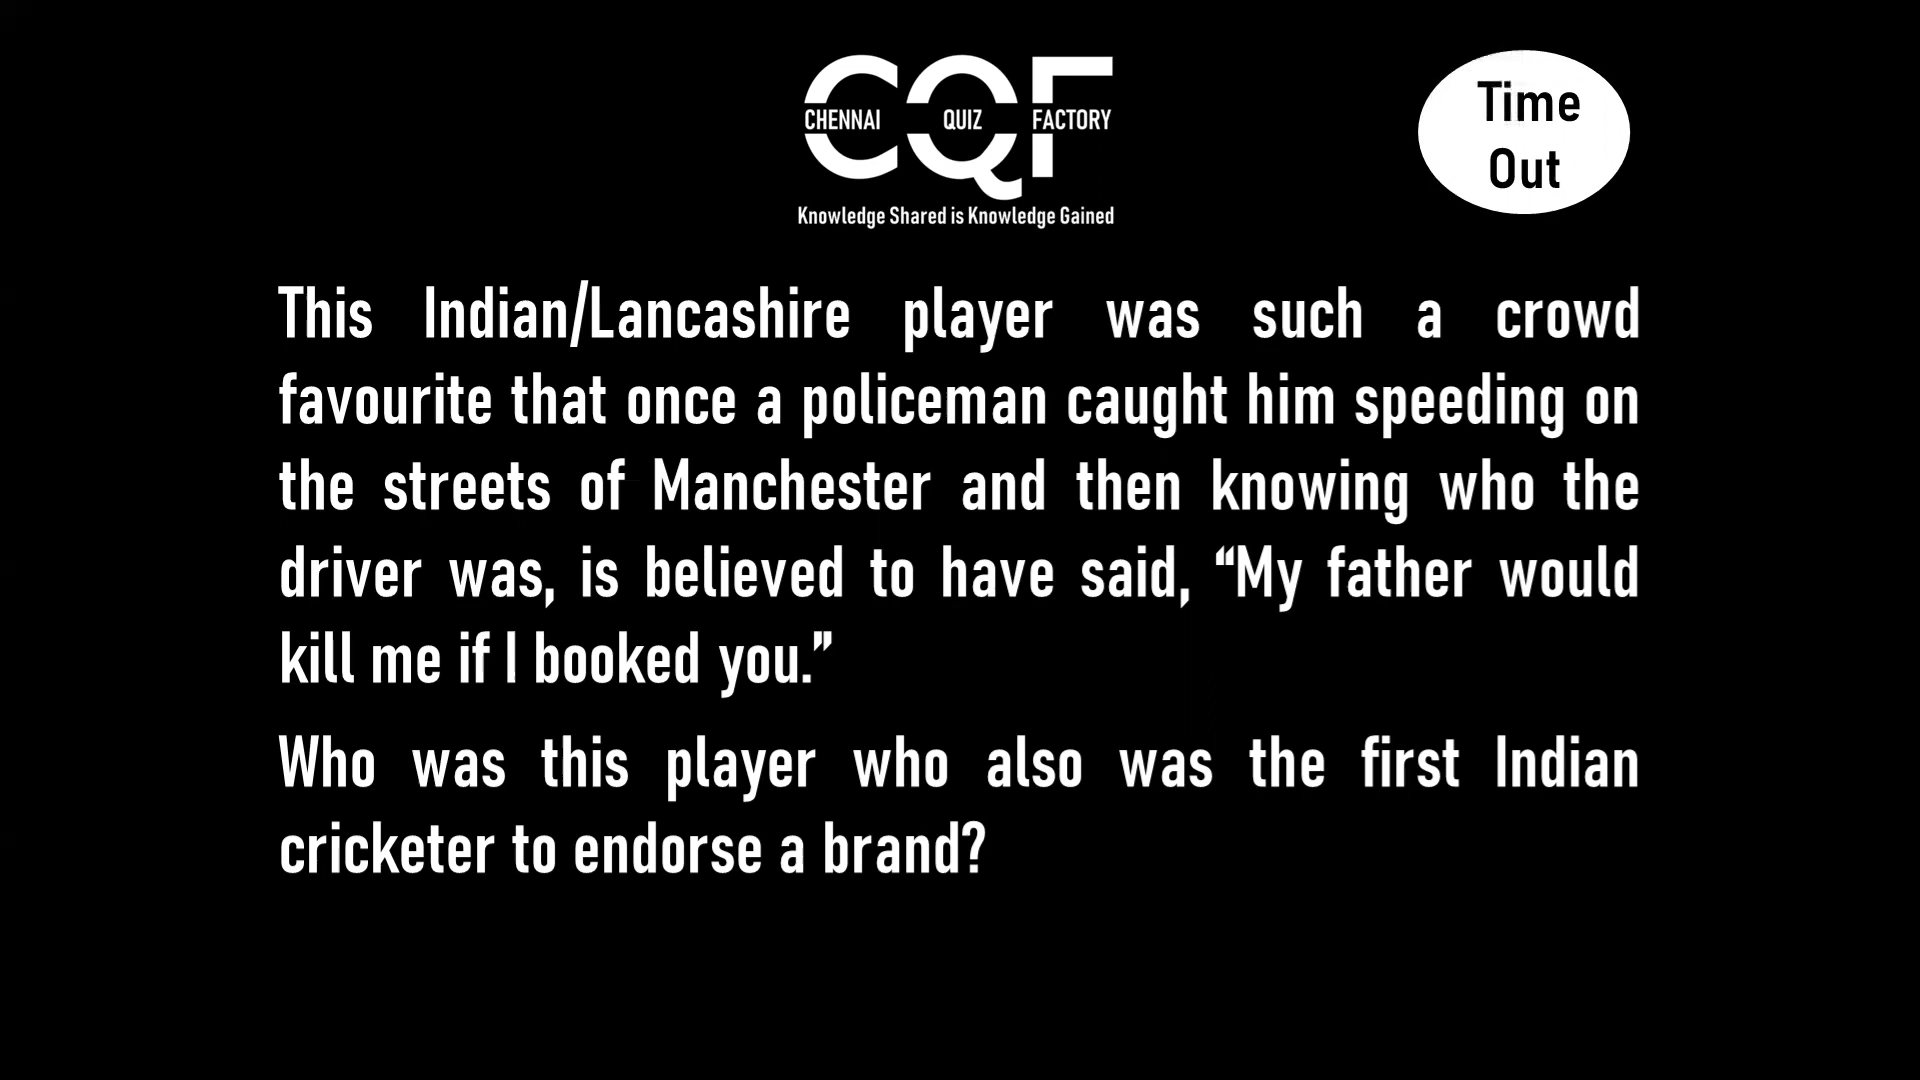 CHENNAI QUIZ FACTORY
CQF
Knowledge Shared is Knowledge Gained
Time
Out
This Indian/Lancashire player was such a crowd
favourite that once a policeman caught him speeding on
the streets of Manchester and then knowing who the
driver was, is believed to have said, “My father would
kill me if I booked you.”
Who was this player who also was the first Indian
cricketer to endorse a brand?